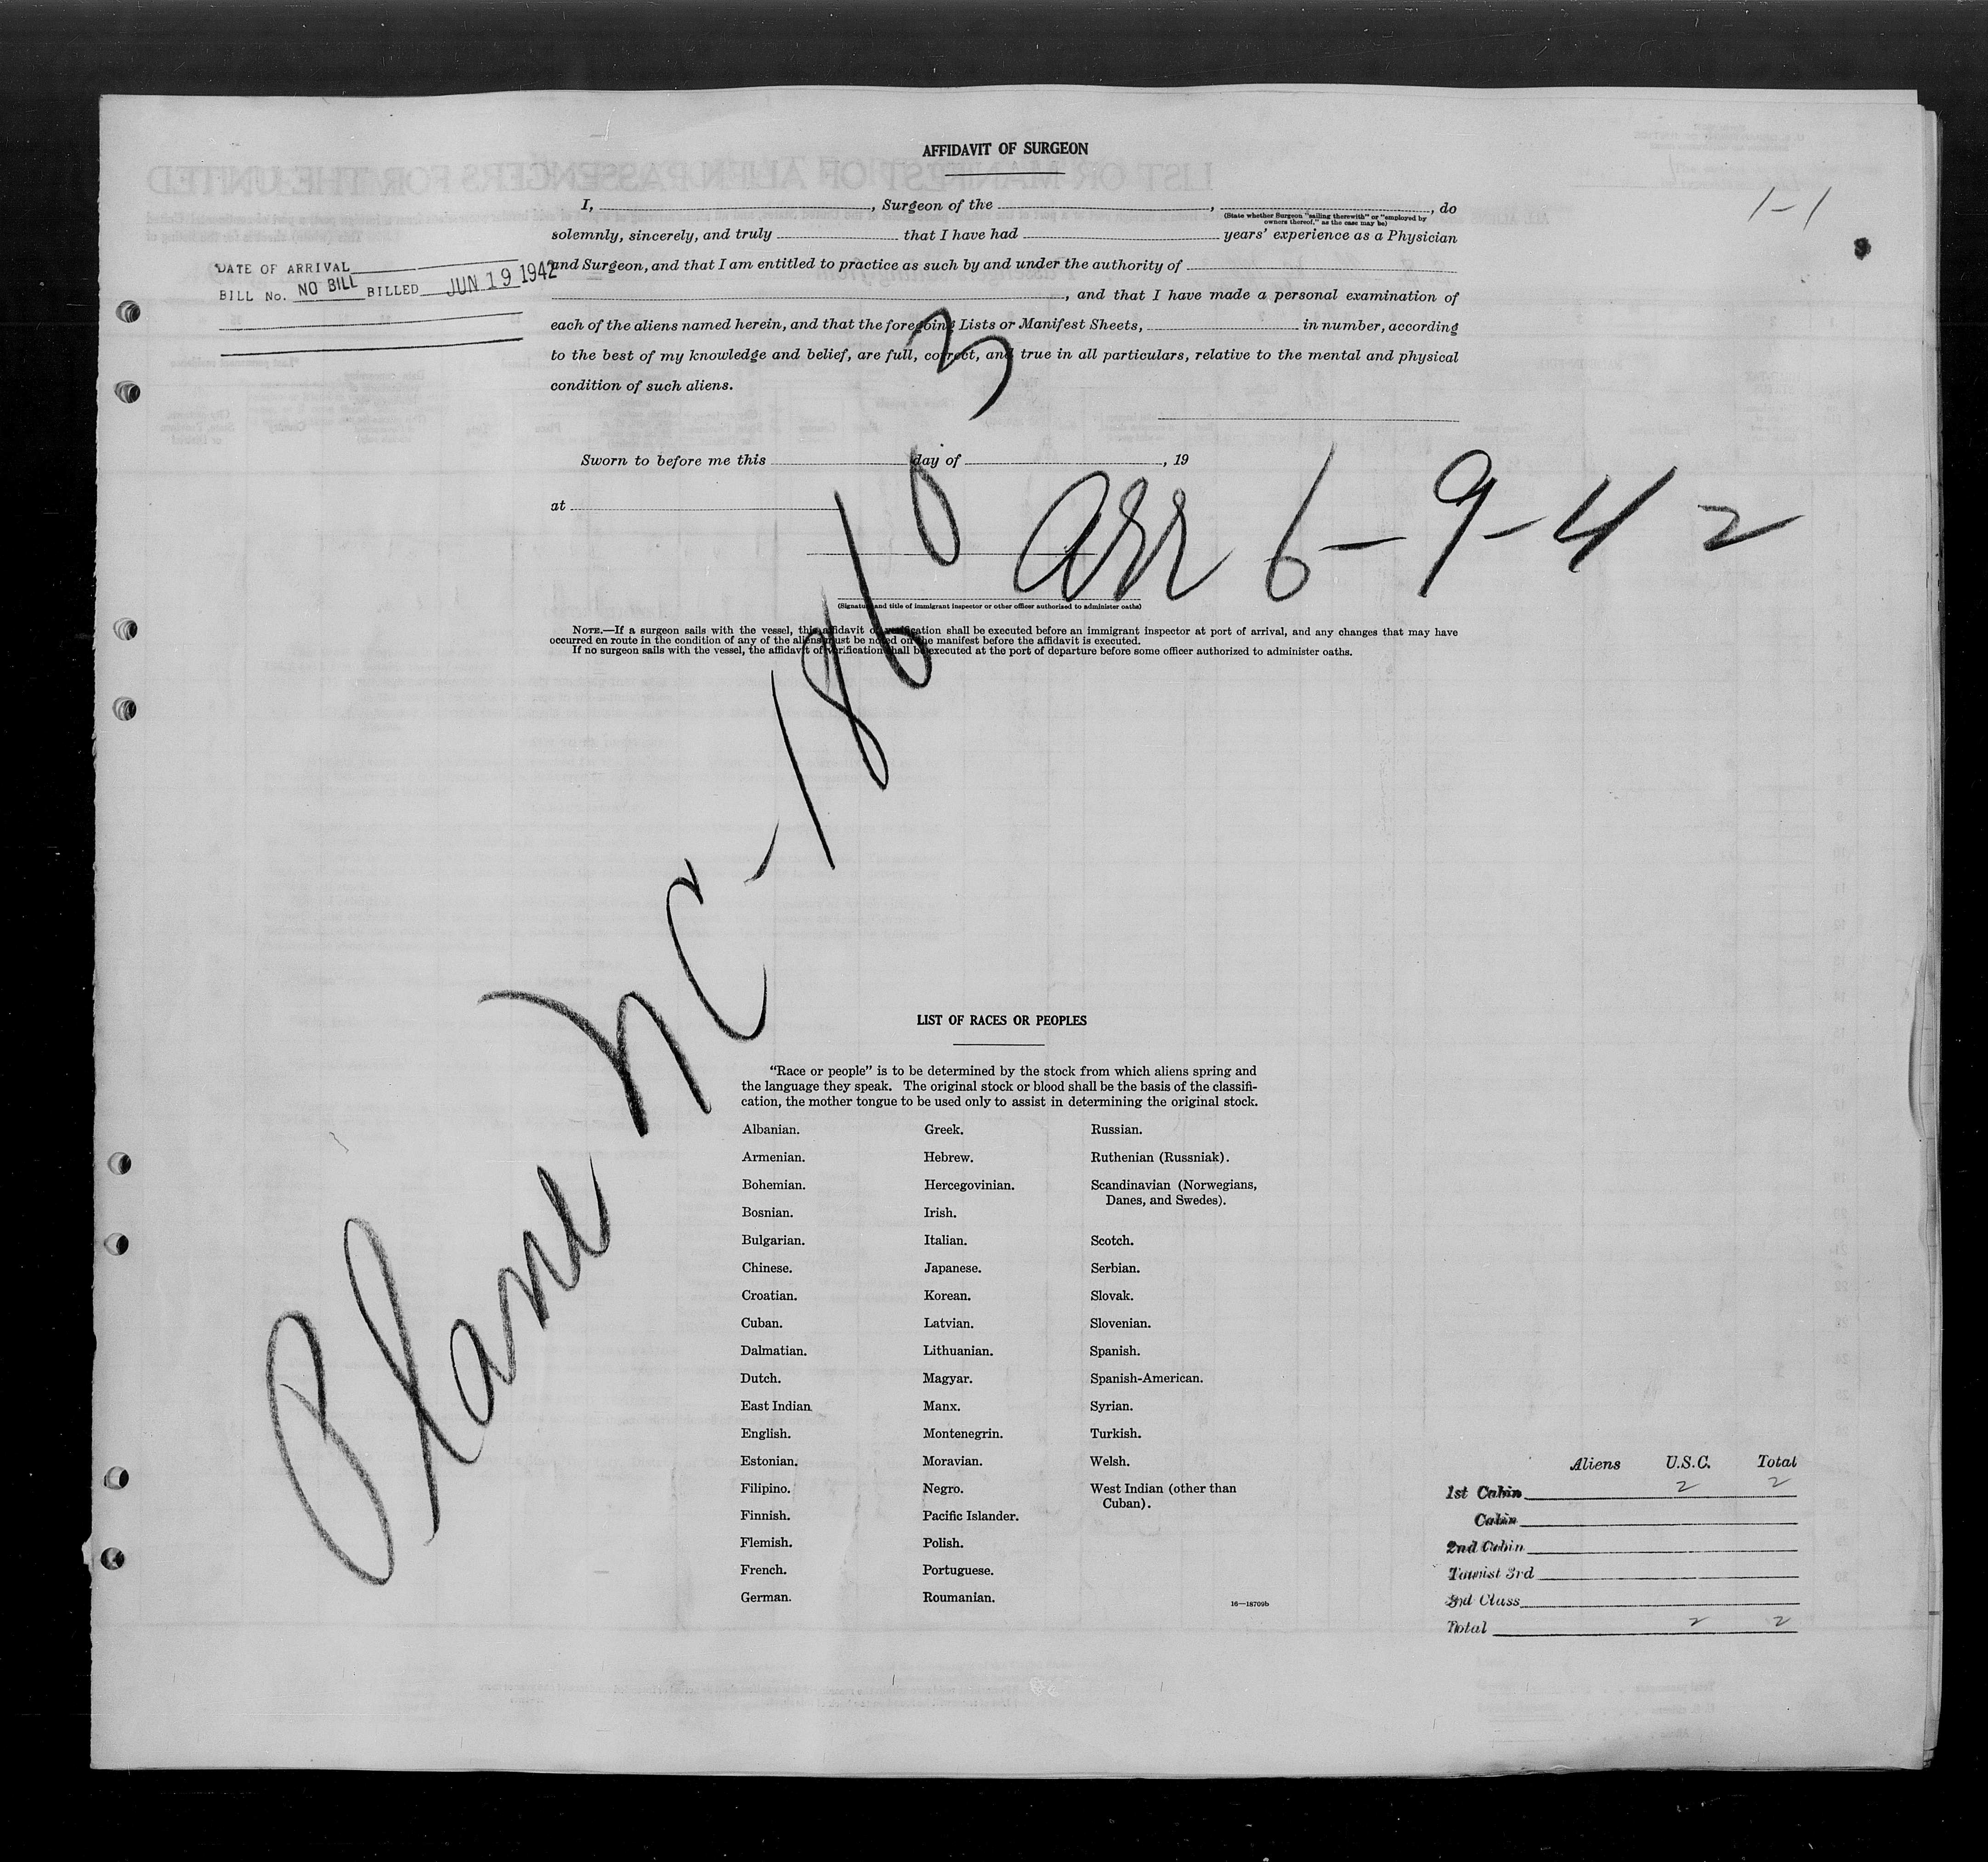 AFFIDAVIT OF SURGEON
I, , Surgeon of the , , do
(State whether Surgeon "sailing therewith" or "employed by
owners thereof," as the case may be)
solemnly, sincerely, and truly that I have had years' experience as a Physician
and Surgeon, and that I am entitled to practice as such by and under the authority of
, and that I have made a personal examination of
each of the aliens named herein, and that the foregoing Lists or Manifest Sheets, in number, according
to the best of my knowledge and belief, are full, correct, and true in all particulars, relative to the mental and physical
condition of such aliens.
1-1
DATE OF ARRIVAL
BILL No. NO BILL BILLED JUN 19 1942
Sworn to before me this day of , 19
at
arr 6-9-42
(Signature and title of immigrant inspector or other officer authorized to administer oaths)
NOTE.—If a surgeon sails with the vessel, this affidavit of verification shall be executed before an immigrant inspector at port of arrival, and any changes that may have
occurred en route in the condition of any of the aliens must be noted on the manifest before the affidavit is executed.
If no surgeon sails with the vessel, the affidavit of verification shall be executed at the port of departure before some officer authorized to administer oaths.
Plane NC-18603
LIST OF RACES OR PEOPLES
"Race or people" is to be determined by the stock from which aliens spring and
the language they speak. The original stock or blood shall be the basis of the classifi-
cation, the mother tongue to be used only to assist in determining the original stock.
Albanian.
Armenian.
Bohemian.
Bosnian.
Bulgarian.
Chinese.
Croatian.
Cuban.
Dalmatian.
Dutch.
East Indian
English.
Estonian.
Filipino.
Finnish.
Flemish.
French.
German.
Greek.
Hebrew.
Hercegovinian.
Irish.
Italian.
Japanese.
Korean.
Latvian.
Lithuanian.
Magyar.
Manx.
Montenegrin.
Moravian.
Negro.
Pacific Islander.
Polish.
Portuguese.
Roumanian.
Russian.
Ruthenian (Russniak).
Scandinavian (Norwegians,
Danes, and Swedes).
Scotch.
Serbian.
Slovak.
Slovenian.
Spanish.
Spanish-American.
Syrian.
Turkish.
Welsh.
West Indian (other than
Cuban).
16—18709b
Aliens U.S.C. Total
1st Cabin 2 2
Cabin
2nd Cabin
Tourist 3rd
3rd Class
Total 2 2